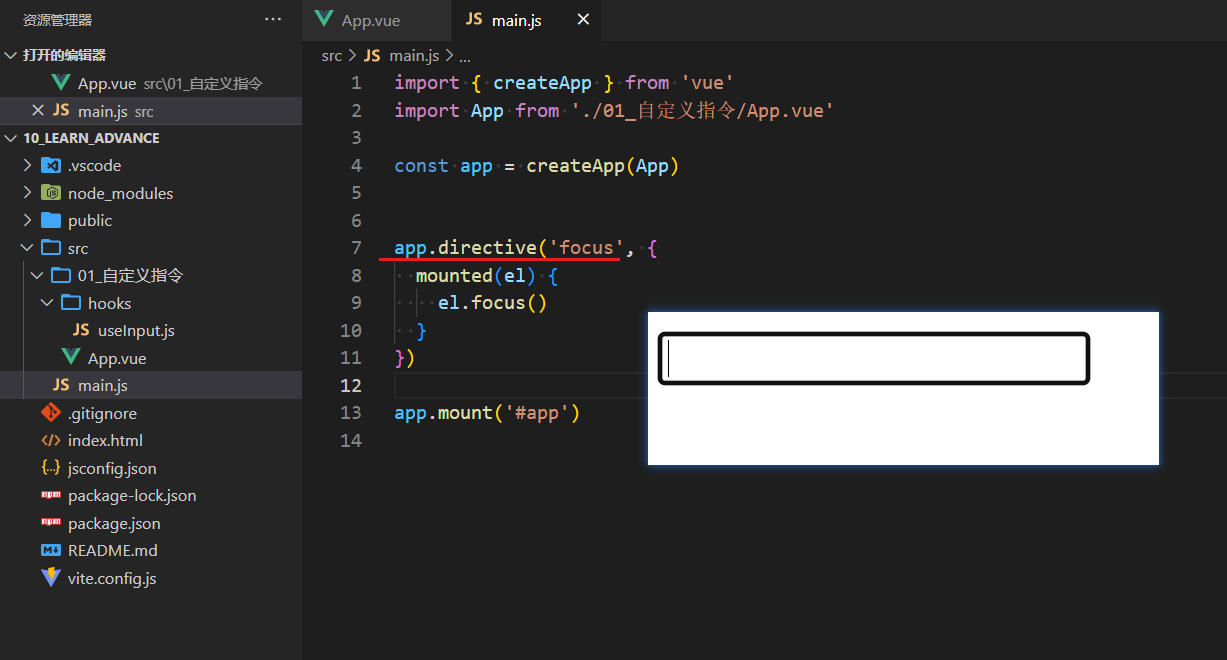 资源管理器
···
打开的编辑器
App.vue src\01_自定义指令
JS main.js src
10_LEARN_ADVANCE
.vscode
node_modules
public
src
01_自定义指令
hooks
JS useInput.js
App.vue
JS main.js
.gitignore
index.html
jsconfig.json
package-lock.json
package.json
README.md
vite.config.js
App.vue
JS main.js
src > JS main.js > ...
1 import { createApp } from 'vue'
2 import App from './01_自定义指令/App.vue'
3
4 const app = createApp(App)
5
6
7 app.directive('focus', {
8   mounted(el) {
9     el.focus()
10   }
11 })
12
13 app.mount('#app')
14